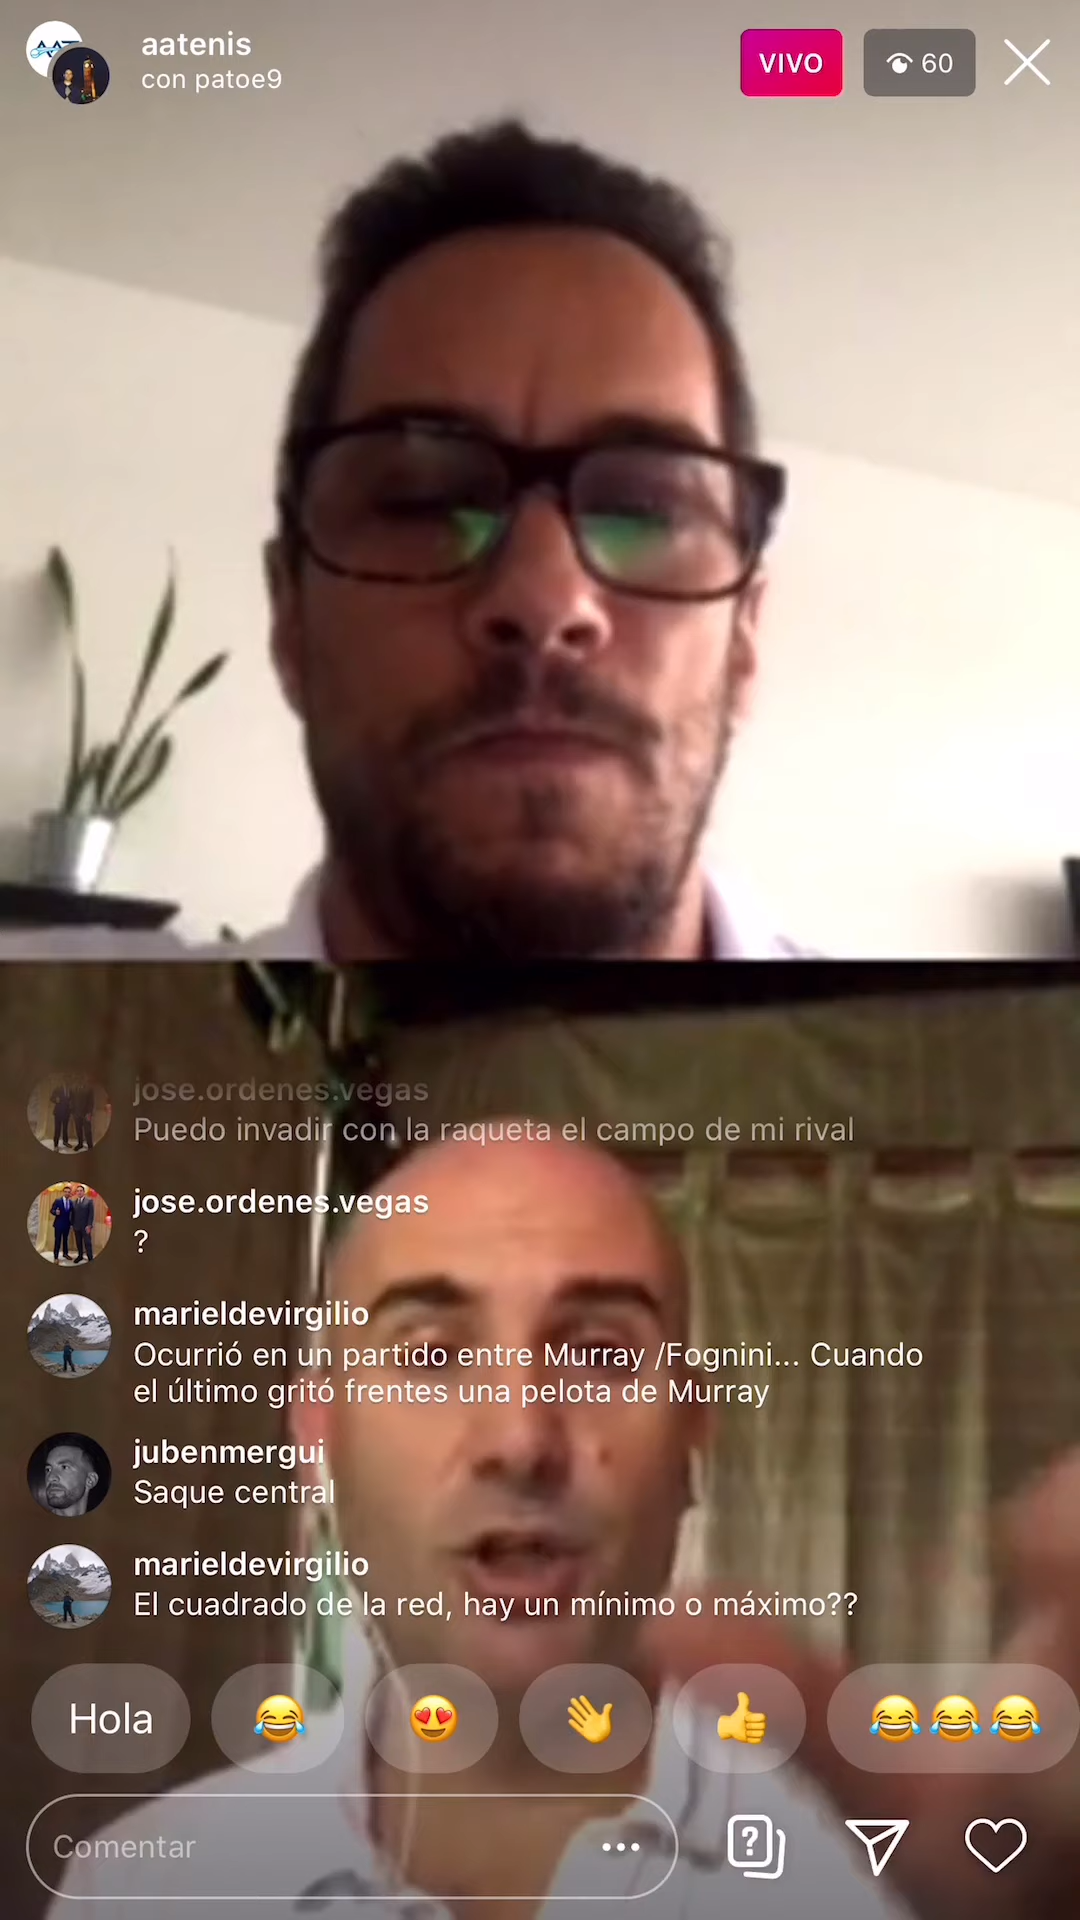 AAT
aatenis
con patoe9
VIVO
60
jose.ordenes.vegas
Puedo invadir con la raqueta el campo de mi rival
jose.ordenes.vegas
?
marieldevirgilio
Ocurrió en un partido entre Murray /Fognini... Cuando
el último gritó frentes una pelota de Murray
jubenmergui
Saque central
marieldevirgilio
El cuadrado de la red, hay un mínimo o máximo??
Hola
Comentar